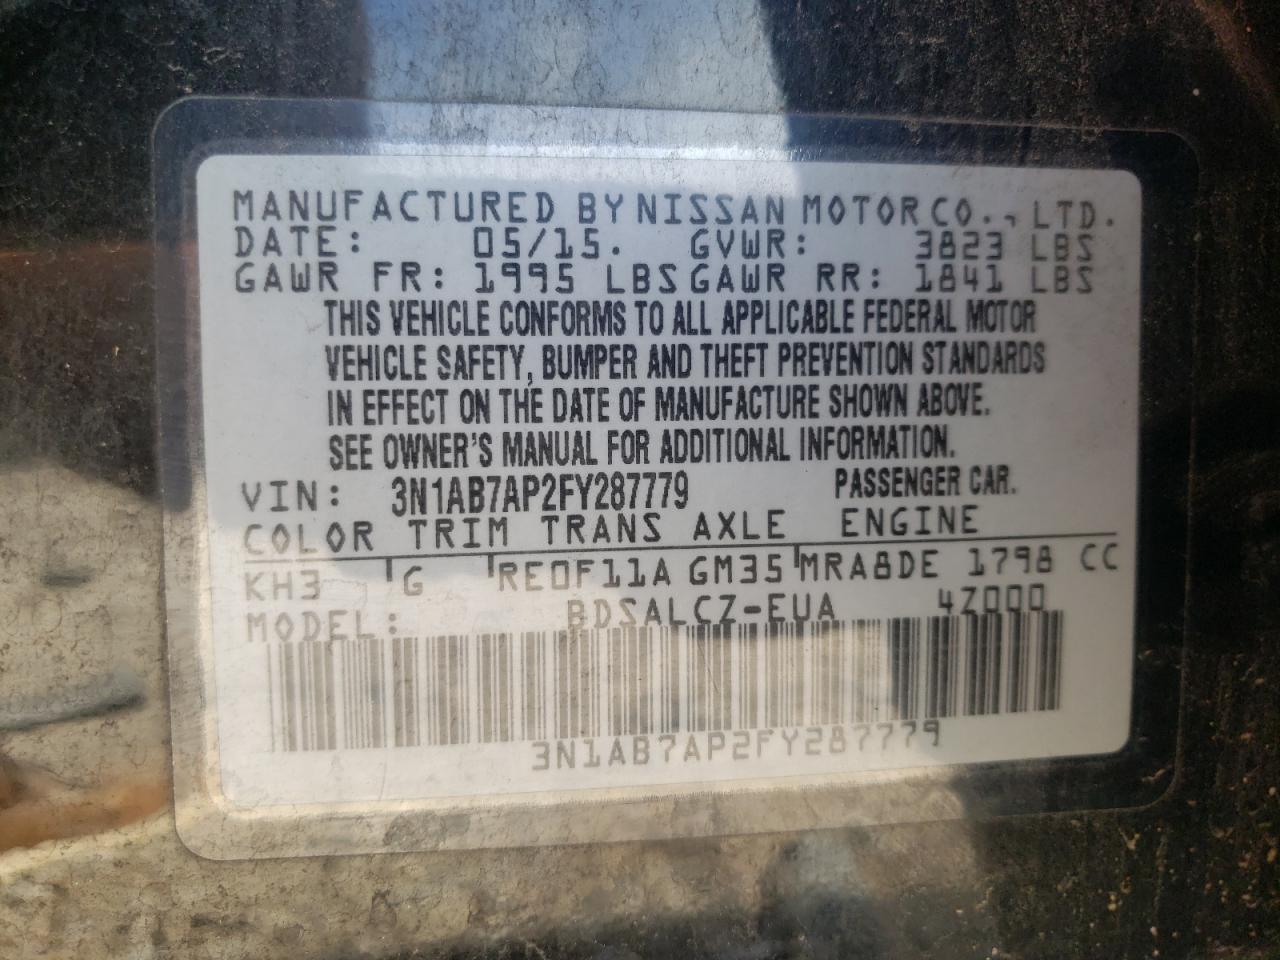 MANUFACTURED BY NISSAN MOTOR CO., LTD.
DATE: 05/15. GVWR: 3823 LBS
GAWR FR: 1995 LBS GAWR RR: 1841 LBS
THIS VEHICLE CONFORMS TO ALL APPLICABLE FEDERAL MOTOR
VEHICLE SAFETY, BUMPER AND THEFT PREVENTION STANDARDS
IN EFFECT ON THE DATE OF MANUFACTURE SHOWN ABOVE.
SEE OWNER'S MANUAL FOR ADDITIONAL INFORMATION.
VIN: 3N1AB7AP2FY287779 PASSENGER CAR.
COLOR TRIM TRANS AXLE ENGINE
KH3 G RE0F11A GM35 MRA8DE 1798 CC
MODEL: BDSALCZ-EUA 4Z000
3N1AB7AP2FY287779